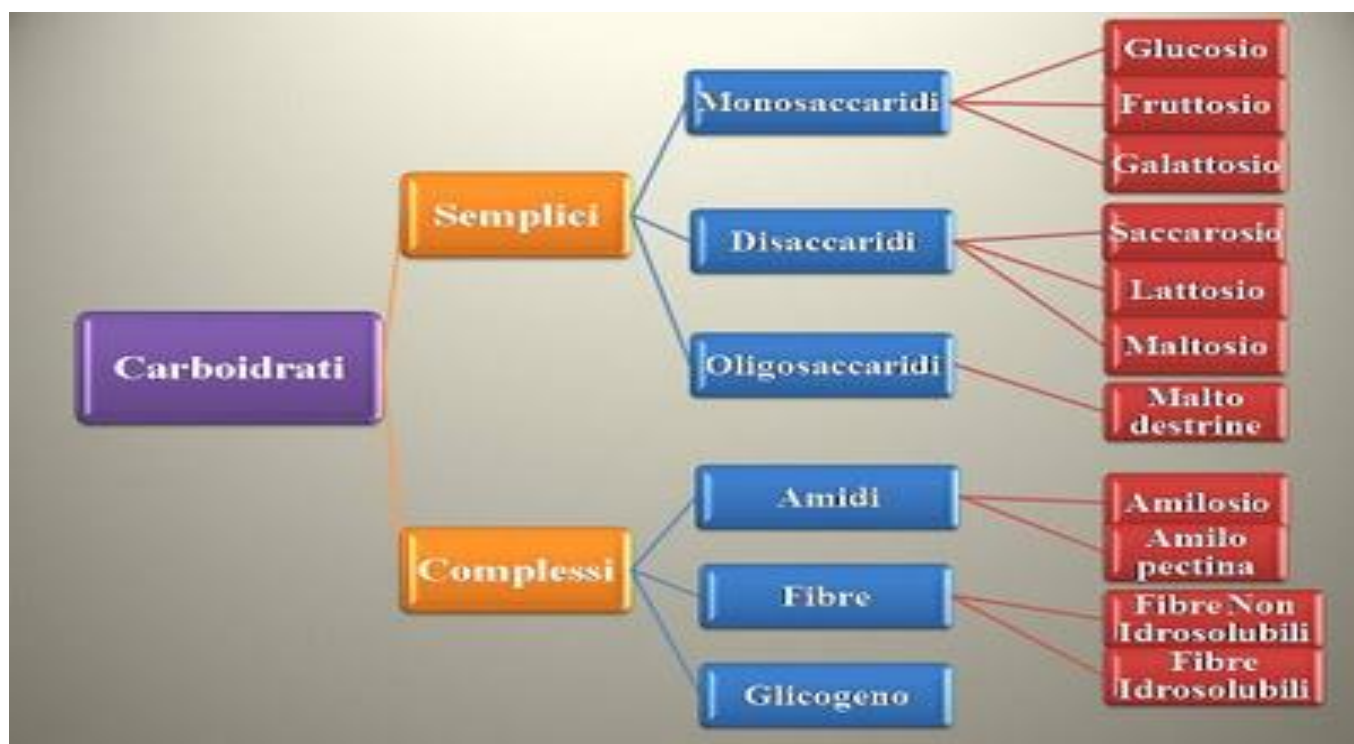 Carboidrati
Semplici
Monosaccaridi
Glucosio
Fruttosio
Galattosio
Disaccaridi
Saccarosio
Lattosio
Maltosio
Oligosaccaridi
Malto
destrine
Complessi
Amidi
Amilosio
Amilo
pectina
Fibre
Fibre Non
Idrosolubili
Fibre
Idrosolubili
Glicogeno